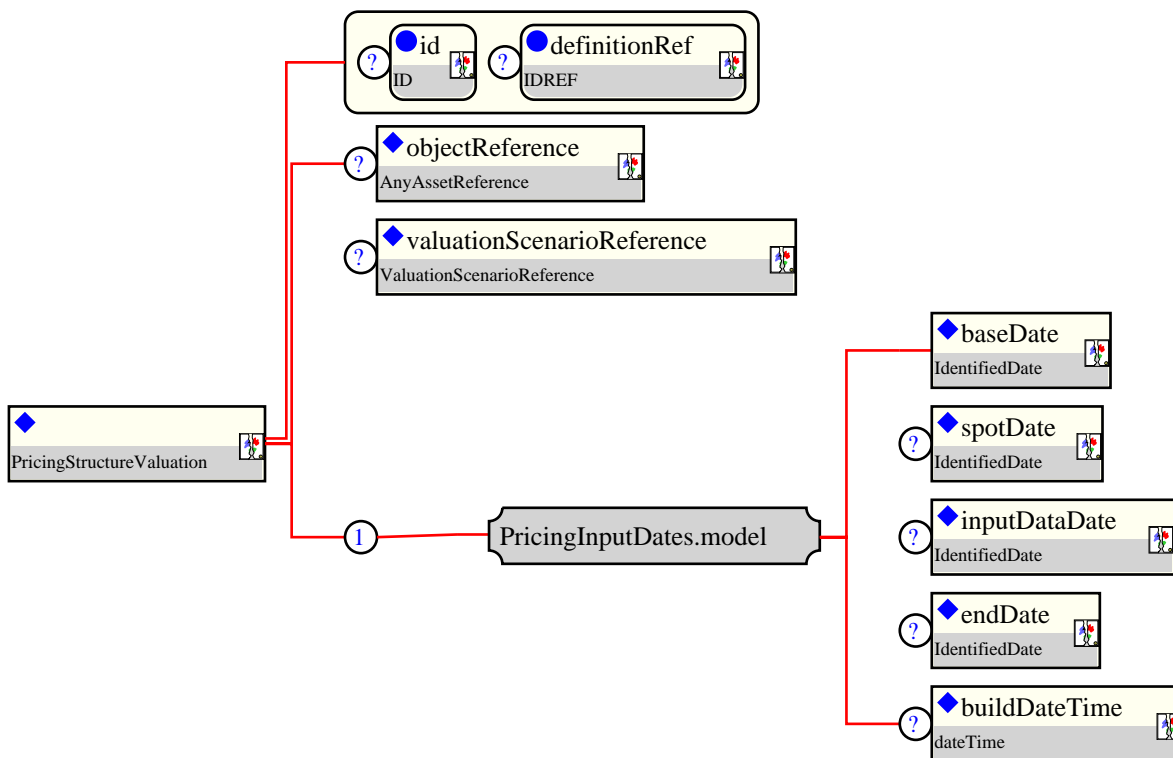 ? id ? definitionRef
ID IDREF
? objectReference
AnyAssetReference
? valuationScenarioReference
ValuationScenarioReference
baseDate
IdentifiedDate
PricingStructureValuation
? spotDate
IdentifiedDate
1 PricingInputDates.model
? inputDataDate
IdentifiedDate
? endDate
IdentifiedDate
? buildDateTime
dateTime